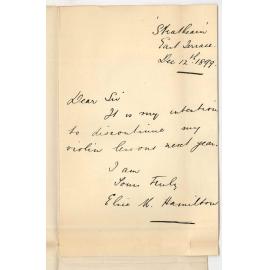 'Strathearn'
East Terrace.
Dec 12th. 1899.
Dear Sir
It is my intention
to discontinue my
violin lessons next year.
I am
Yours Truly
Elsie M. Hamilton